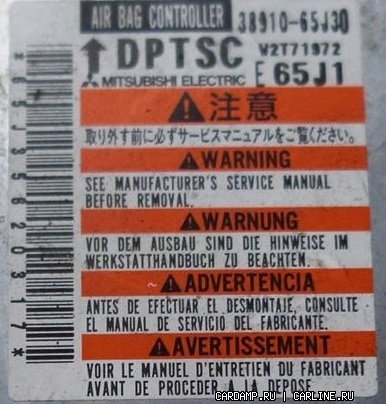 AIR BAG CONTROLLER 38910-65J30
DPTSC W2T71972
MITSUBISHI ELECTRIC E 65J1
注意
取り外す前に必ずサービスマニュアルをご覧ください。
WARNING
SEE MANUFACTURER'S SERVICE MANUAL
BEFORE REMOVAL.
WARNUNG
VOR DEM AUSBAU SIND DIE HINWEISE IM
WERKSTATTHANDBUCH ZU BEACHTEN.
ADVERTENCIA
ANTES DE EFECTUAR EL DESMONTAJE, CONSULTE
EL MANUAL DE SERVICIO DEL FABRICANTE.
AVERTISSEMENT
VOIR LE MANUEL D'ENTRETIEN DU FABRICANT
AVANT DE PROCEDER A LA DEPOSE.
*65J358620317*
CARDAMP.RU | CARLINE.RU